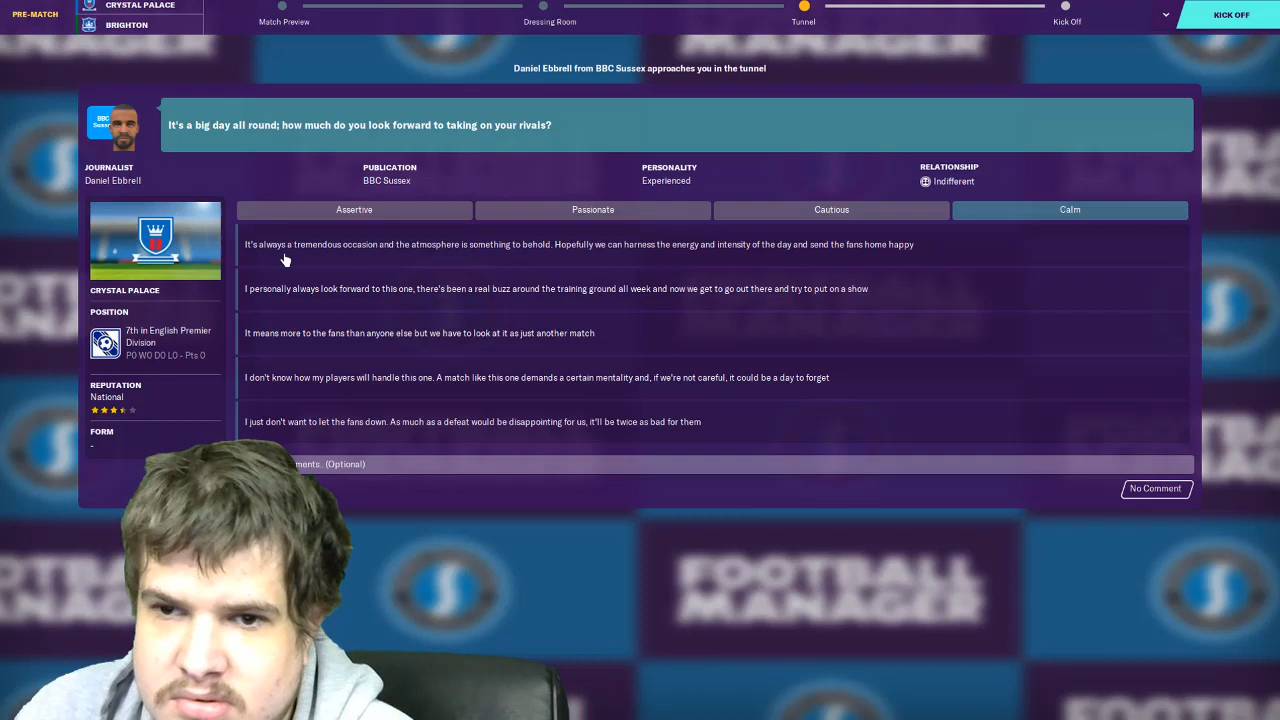 PRE-MATCH
CRYSTAL PALACE
BRIGHTON
Match Preview
Dressing Room
Tunnel
Kick Off
KICK OFF
Daniel Ebbrell from BBC Sussex approaches you in the tunnel
BBC
It's a big day all round; how much do you look forward to taking on your rivals?
JOURNALIST
Daniel Ebbrell
PUBLICATION
BBC Sussex
PERSONALITY
Experienced
RELATIONSHIP
Indifferent
Assertive
Passionate
Cautious
Calm
It's always a tremendous occasion and the atmosphere is something to behold. Hopefully we can harness the energy and intensity of the day and send the fans home happy
I personally always look forward to this one, there's been a real buzz around the training ground all week and now we get to go out there and try to put on a show
It means more to the fans than anyone else but we have to look at it as just another match
I don't know how my players will handle this one. A match like this one demands a certain mentality and, if we're not careful, it could be a day to forget
I just don't want to let the fans down. As much as a defeat would be disappointing for us, it'll be twice as bad for them
CRYSTAL PALACE
POSITION
7th in English Premier
Division
P0 W0 D0 L0 - Pts 0
REPUTATION
National
FORM
-
ments. (Optional)
No Comment
FOOTBALL
MANAGER